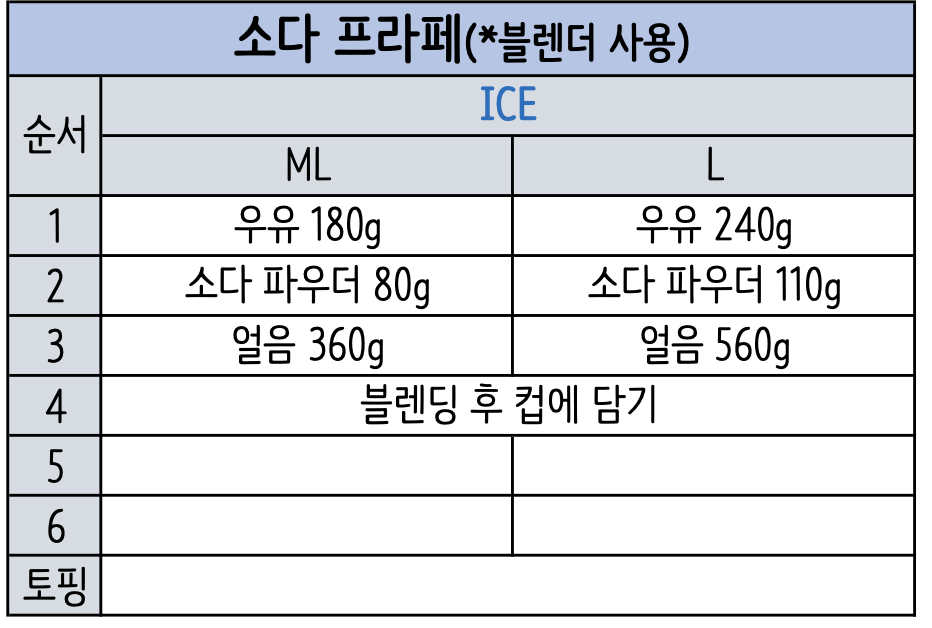 소다 프라페(*블렌더 사용)
순서 ICE
ML L
1 우유 180g 우유 240g
2 소다 파우더 80g 소다 파우더 110g
3 얼음 360g 얼음 560g
4 블렌딩 후 컵에 담기
5
6
토핑